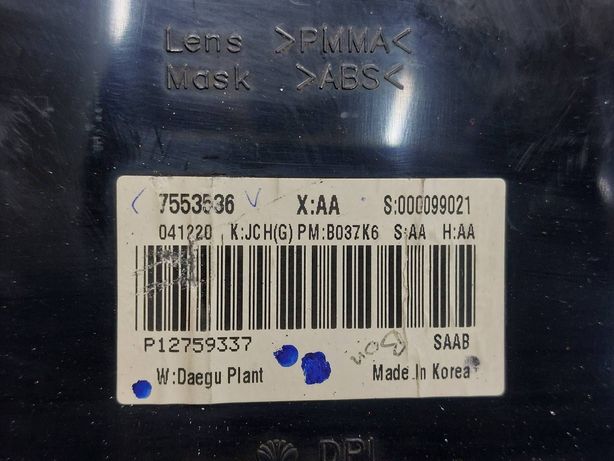 Lens >PMMA<
Mask >ABS<
7553536 X:AA S:000099021
041220 K:JCH(G) PM:B037K6 S:AA H:AA
P12759337 SAAB
W:Daegu Plant Made In Korea